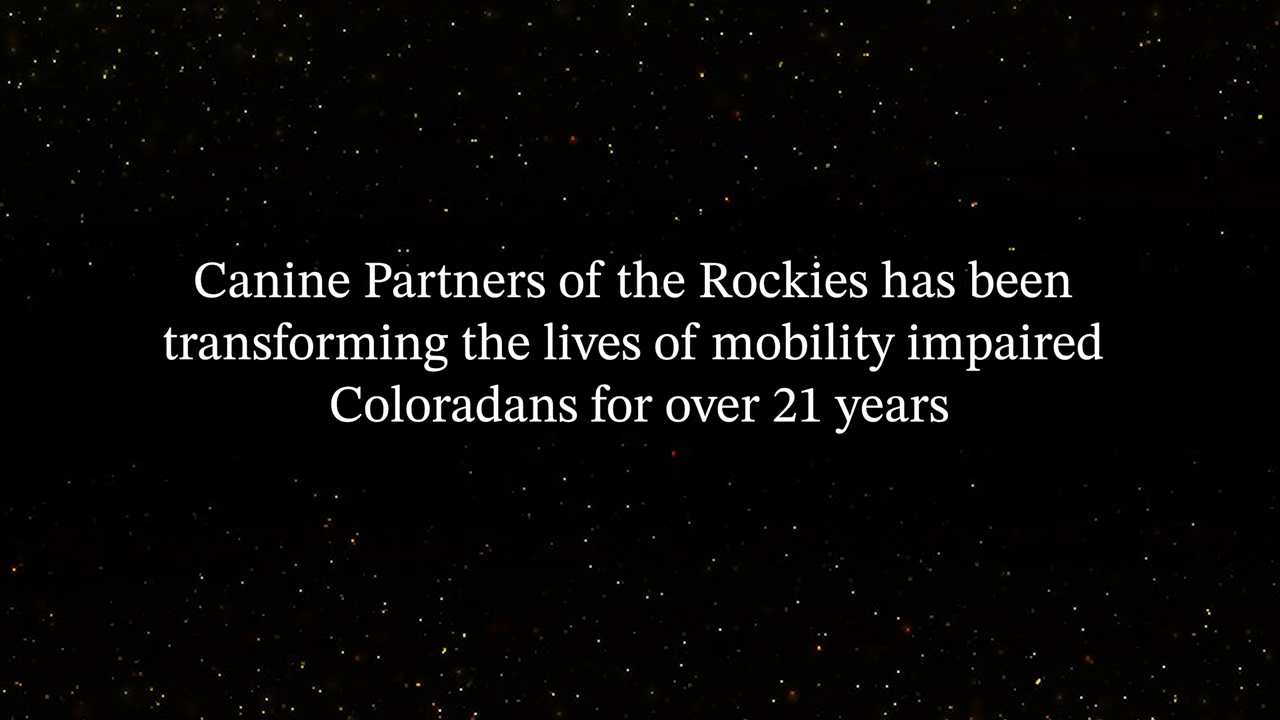 Canine Partners of the Rockies has been
transforming the lives of mobility impaired
Coloradans for over 21 years